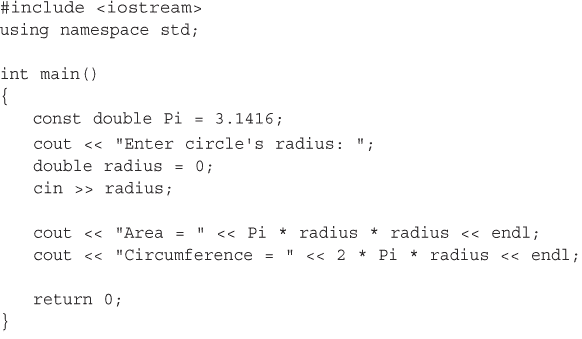 #include <iostream>
using namespace std;

int main()
{
    const double Pi = 3.1416;
    cout << "Enter circle's radius: ";
    double radius = 0;
    cin >> radius;

    cout << "Area = " << Pi * radius * radius << endl;
    cout << "Circumference = " << 2 * Pi * radius << endl;

    return 0;
}